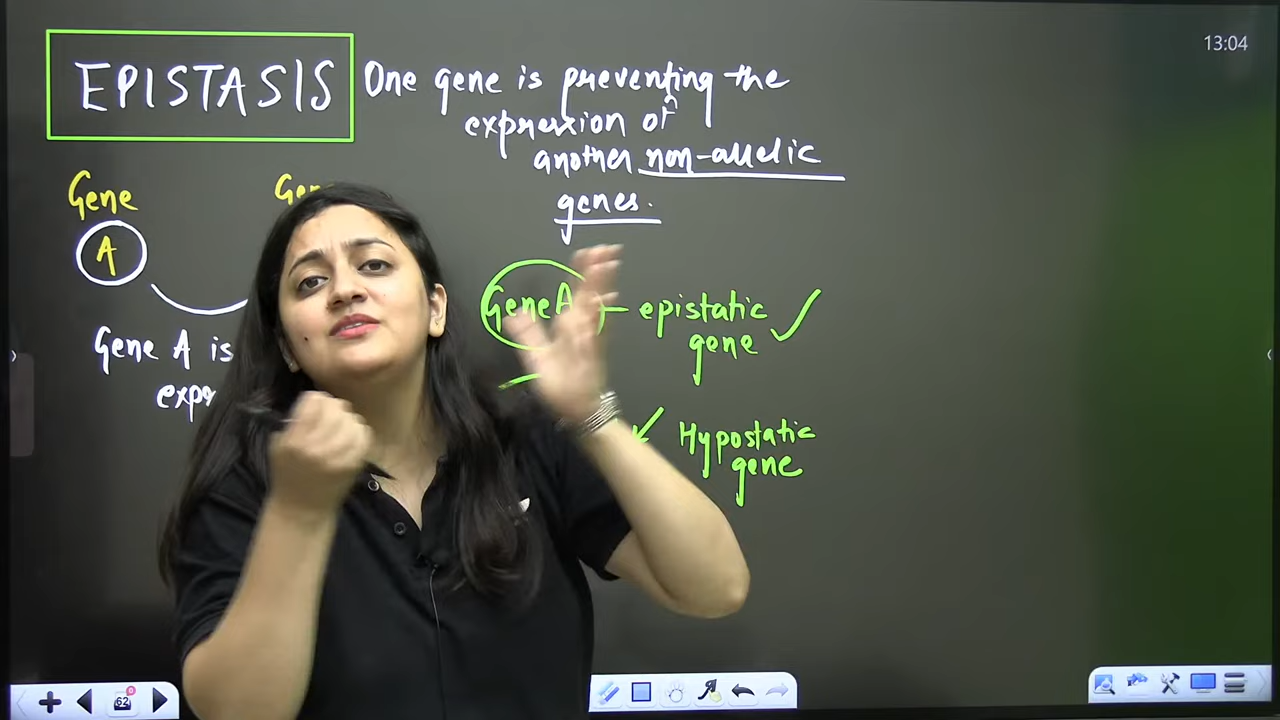 13:04
EPISTASIS
One gene is preventing the
expression of
another non-allelic
genes.
Gene
A
Gene A is
Gene A
epistatic
gene
Hypostatic
gene
62